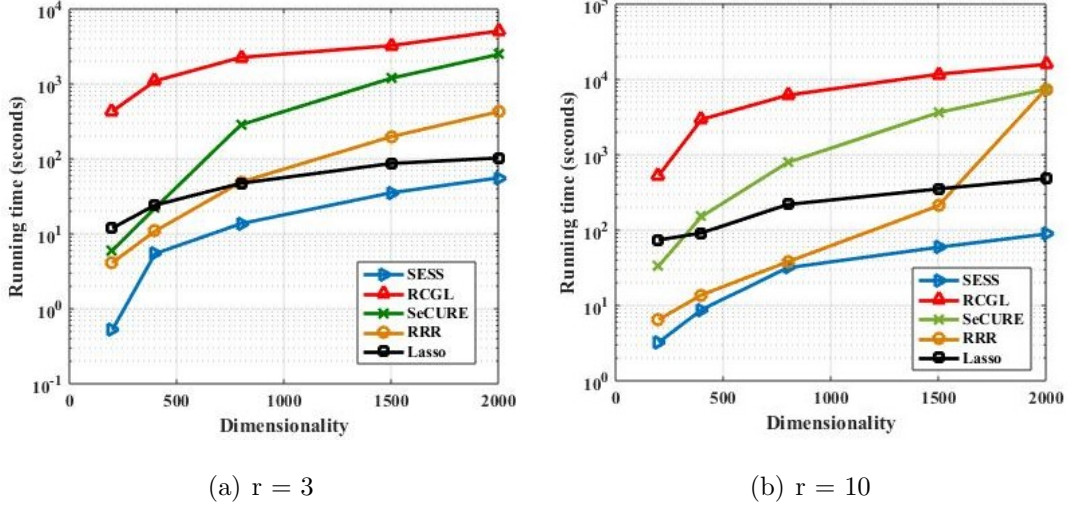 10^4
10^3
10^2
10^1
10^0
10^-1
Running time (seconds)
0 500 1000 1500 2000
Dimensionality
SESS
RCGL
SeCURE
RRR
Lasso
(a) r = 3
10^5
10^4
10^3
10^2
10^1
10^0
Running time (seconds)
0 500 1000 1500 2000
Dimensionality
SESS
RCGL
SeCURE
RRR
Lasso
(b) r = 10